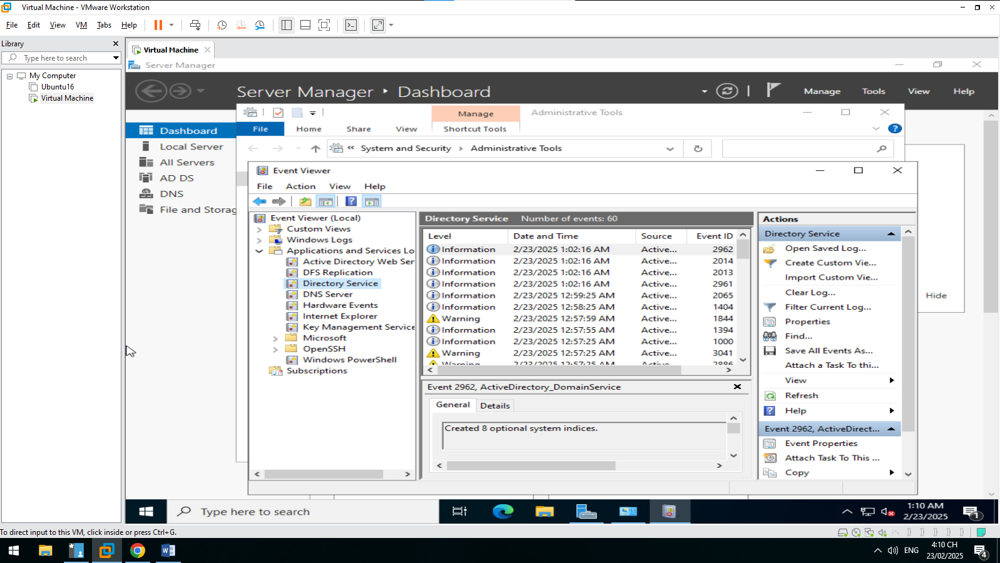 Virtual Machine - VMware Workstation
File Edit View VM Tabs Help
Library
Type here to search
My Computer
Ubuntu16
Virtual Machine
Virtual Machine
Server Manager
Server Manager • Dashboard
Manage Tools View Help
Dashboard
Local Server
All Servers
AD DS
DNS
File and Storag
Manage
Administrative Tools
File Home Share View Shortcut Tools
« System and Security › Administrative Tools
Hide
Event Viewer
File Action View Help
Event Viewer (Local)
Custom Views
Windows Logs
Applications and Services Lo
Active Directory Web Ser
DFS Replication
Directory Service
DNS Server
Hardware Events
Internet Explorer
Key Management Service
Microsoft
OpenSSH
Windows PowerShell
Subscriptions
Directory Service Number of events: 60
Level Date and Time Source Event ID
Information 2/23/2025 1:02:16 AM Active... 2962
Information 2/23/2025 1:02:16 AM Active... 2014
Information 2/23/2025 1:02:16 AM Active... 2013
Information 2/23/2025 1:02:16 AM Active... 2961
Information 2/23/2025 12:59:25 AM Active... 2065
Information 2/23/2025 12:58:25 AM Active... 1404
Warning 2/23/2025 12:57:59 AM Active... 1844
Information 2/23/2025 12:57:55 AM Active... 1394
Information 2/23/2025 12:57:25 AM Active... 1000
Warning 2/23/2025 12:57:25 AM Active... 3041
Warning 2/23/2025 12:57:25 AM Active... 2886
Event 2962, ActiveDirectory_DomainService
General Details
Created 8 optional system indices.
Actions
Directory Service
Open Saved Log...
Create Custom Vie...
Import Custom Vie...
Clear Log...
Filter Current Log...
Properties
Find...
Save All Events As...
Attach a Task To thi...
View
Refresh
Help
Event 2962, ActiveDirect...
Event Properties
Attach Task To This ...
Copy
Type here to search
1:10 AM
2/23/2025
1
To direct input to this VM, click inside or press Ctrl+G.
ENG
4:10 CH
23/02/2025
4